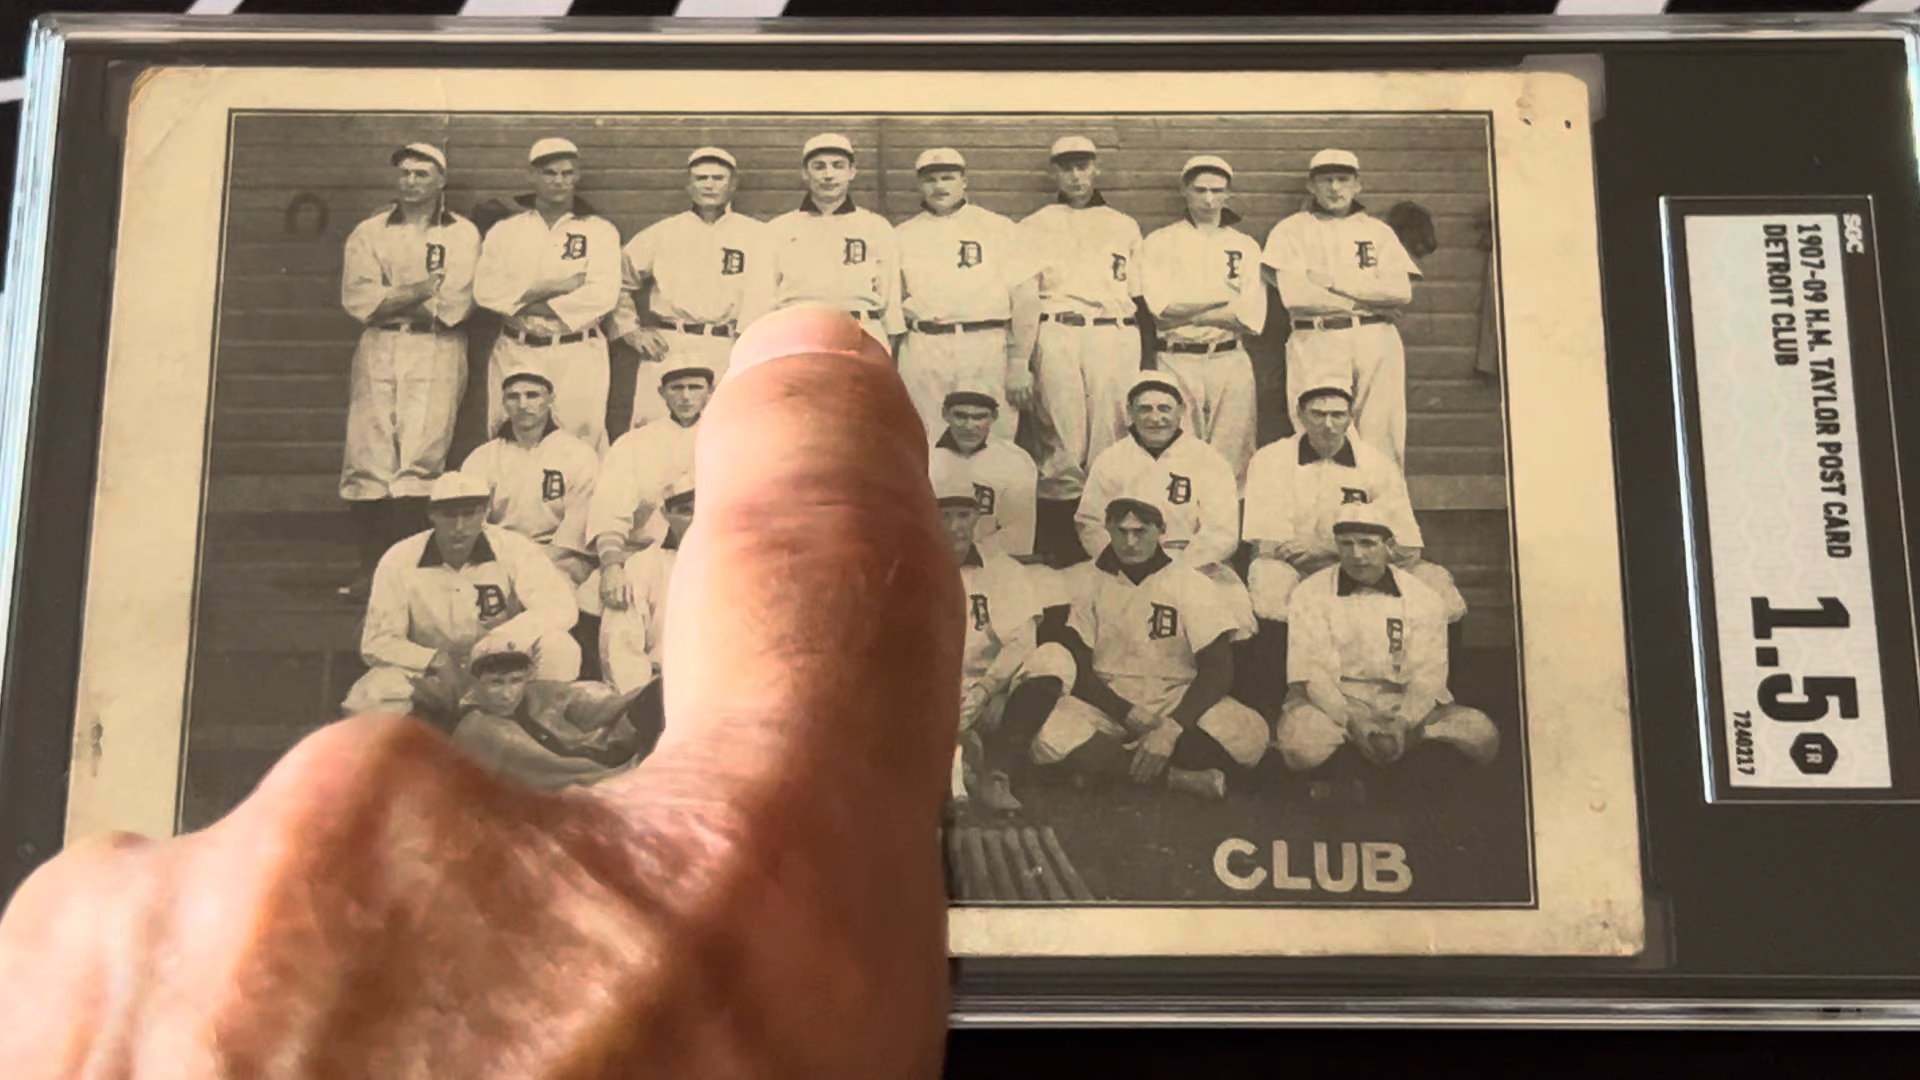 SGC
1907-09 H.M. TAYLOR POST CARD
DETROIT CLUB
1.5
FR
7240217
CLUB
D
D
D
D
D
D
D
D
D
D
D